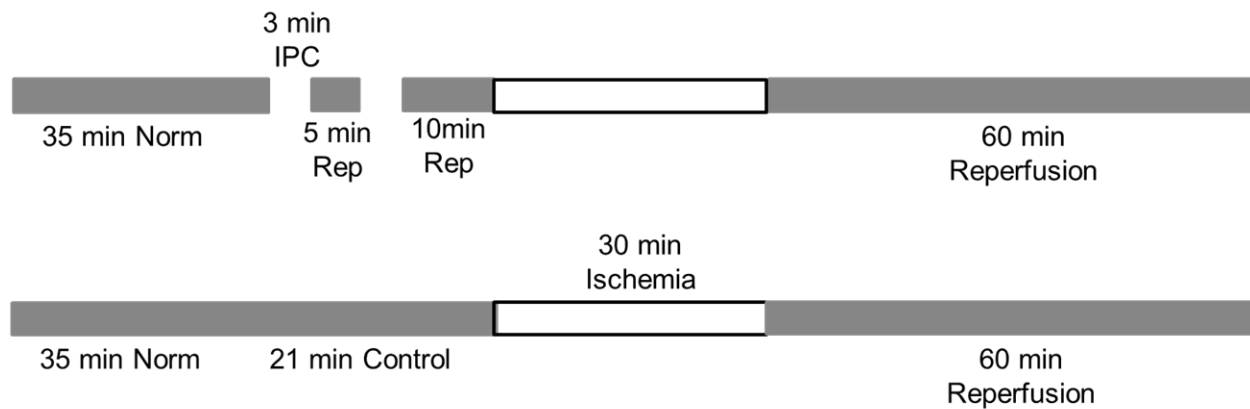 3 min
IPC
35 min Norm
5 min
Rep
10min
Rep
60 min
Reperfusion
30 min
Ischemia
35 min Norm
21 min Control
60 min
Reperfusion